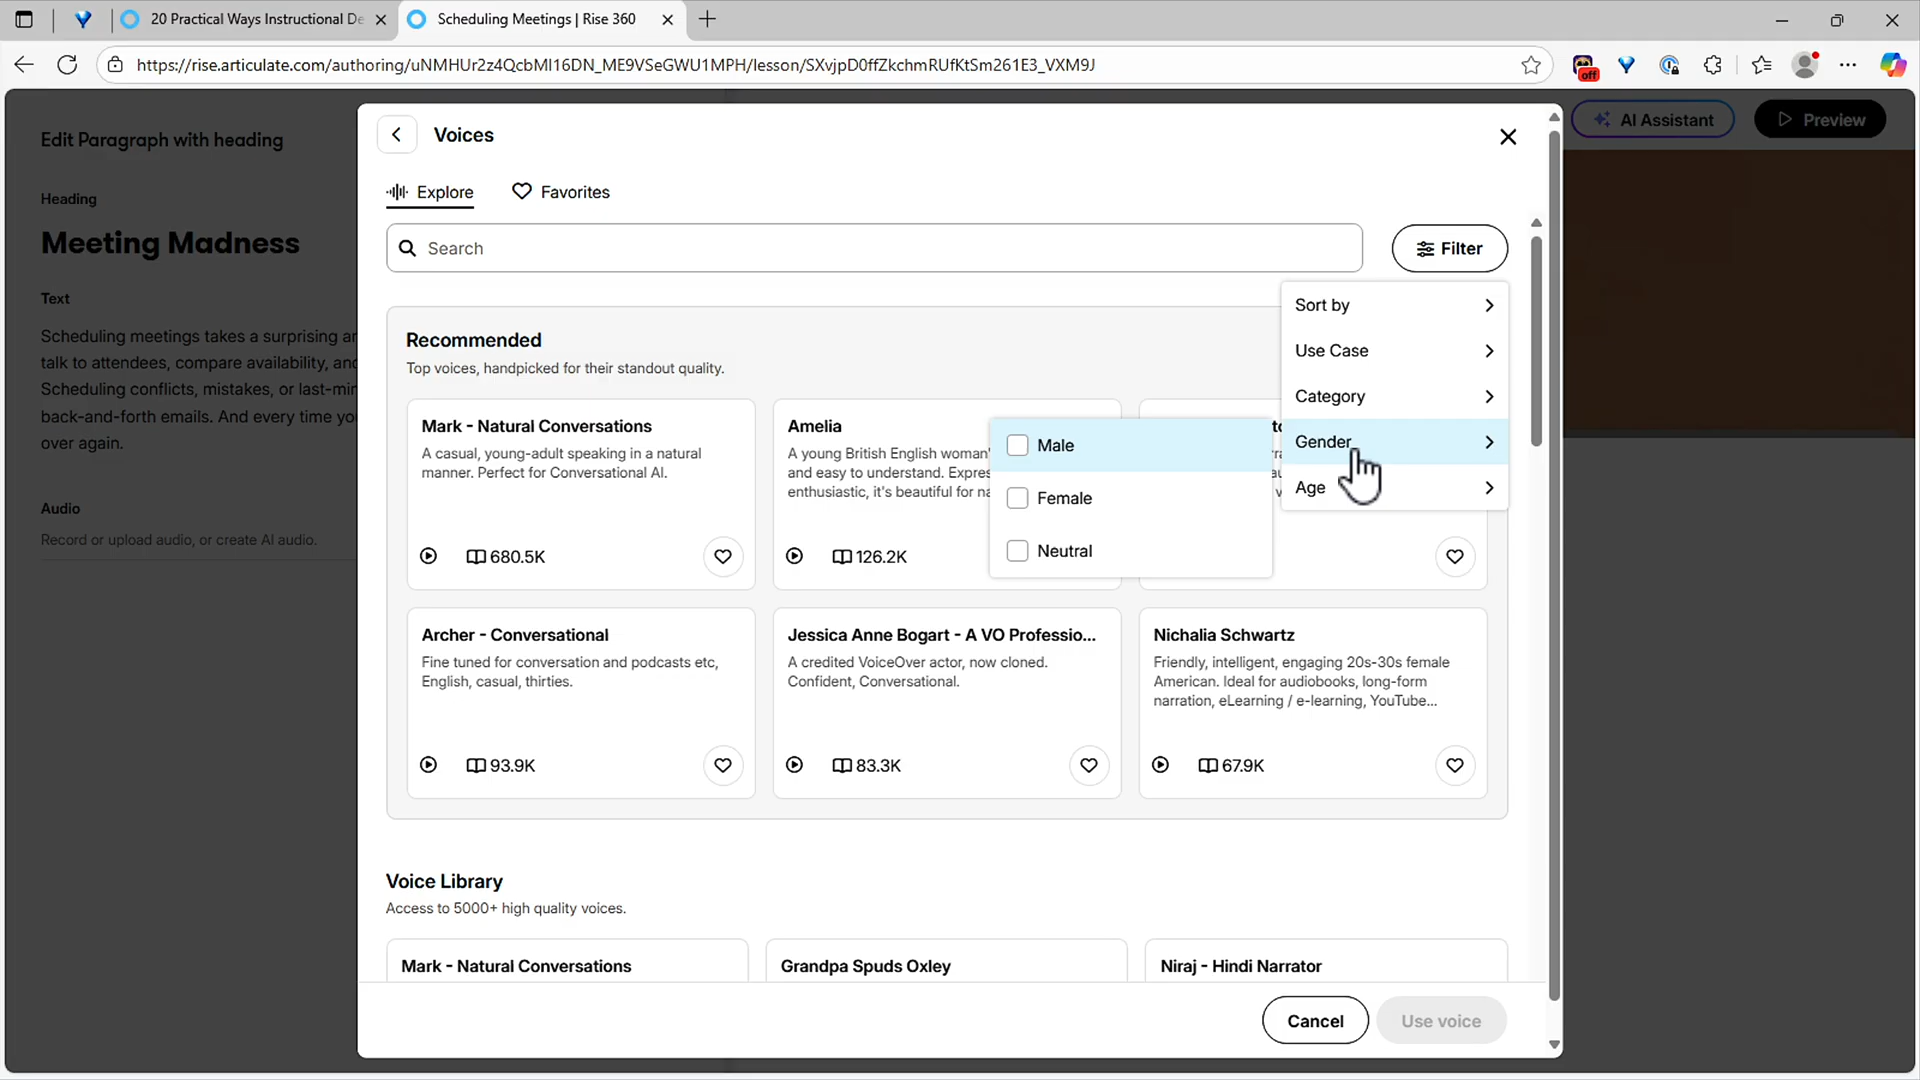 20 Practical Ways Instructional De
Scheduling Meetings | Rise 360
https://rise.articulate.com/authoring/uNMHUr2z4QcbMl16DN_ME9VSeGWU1MPH/lesson/SXvjpD0ffZkchmRUfKtSm261E3_VXM9J
off
Edit Paragraph with heading
Heading
Meeting Madness
Text
Scheduling meetings takes a surprising ar
talk to attendees, compare availability, and
Scheduling conflicts, mistakes, or last-min
back-and-forth emails. And every time yo
over again.
Audio
Record or upload audio, or create AI audio.
AI Assistant
Preview
Voices
Explore
Favorites
Search
Filter
Sort by
Use Case
Category
Gender
Age
Male
Female
Neutral
Recommended
Top voices, handpicked for their standout quality.
Mark - Natural Conversations
A casical, young-adult speaking in a natural
manner. Perfect for Conversational AI.
680.5K
Amelia
A young British English woman'
and easy to understand. Expres
enthusiastic, it's beautiful for na
126.2K
Archer - Conversational
Fine tuned for conversation and podcasts etc,
English, casual, thirties.
93.9K
Jessica Anne Bogart - A VO Professio...
A credited VoiceOver actor, now cloned.
Confident, Conversational.
83.3K
Nichalia Schwartz
Friendly, intelligent, engaging 20s-30s female
American. Ideal for audiobooks, long-form
narration, eLearning / e-learning, YouTube...
67.9K
Voice Library
Access to 5000+ high quality voices.
Mark - Natural Conversations
Grandpa Spuds Oxley
Niraj - Hindi Narrator
Cancel
Use voice